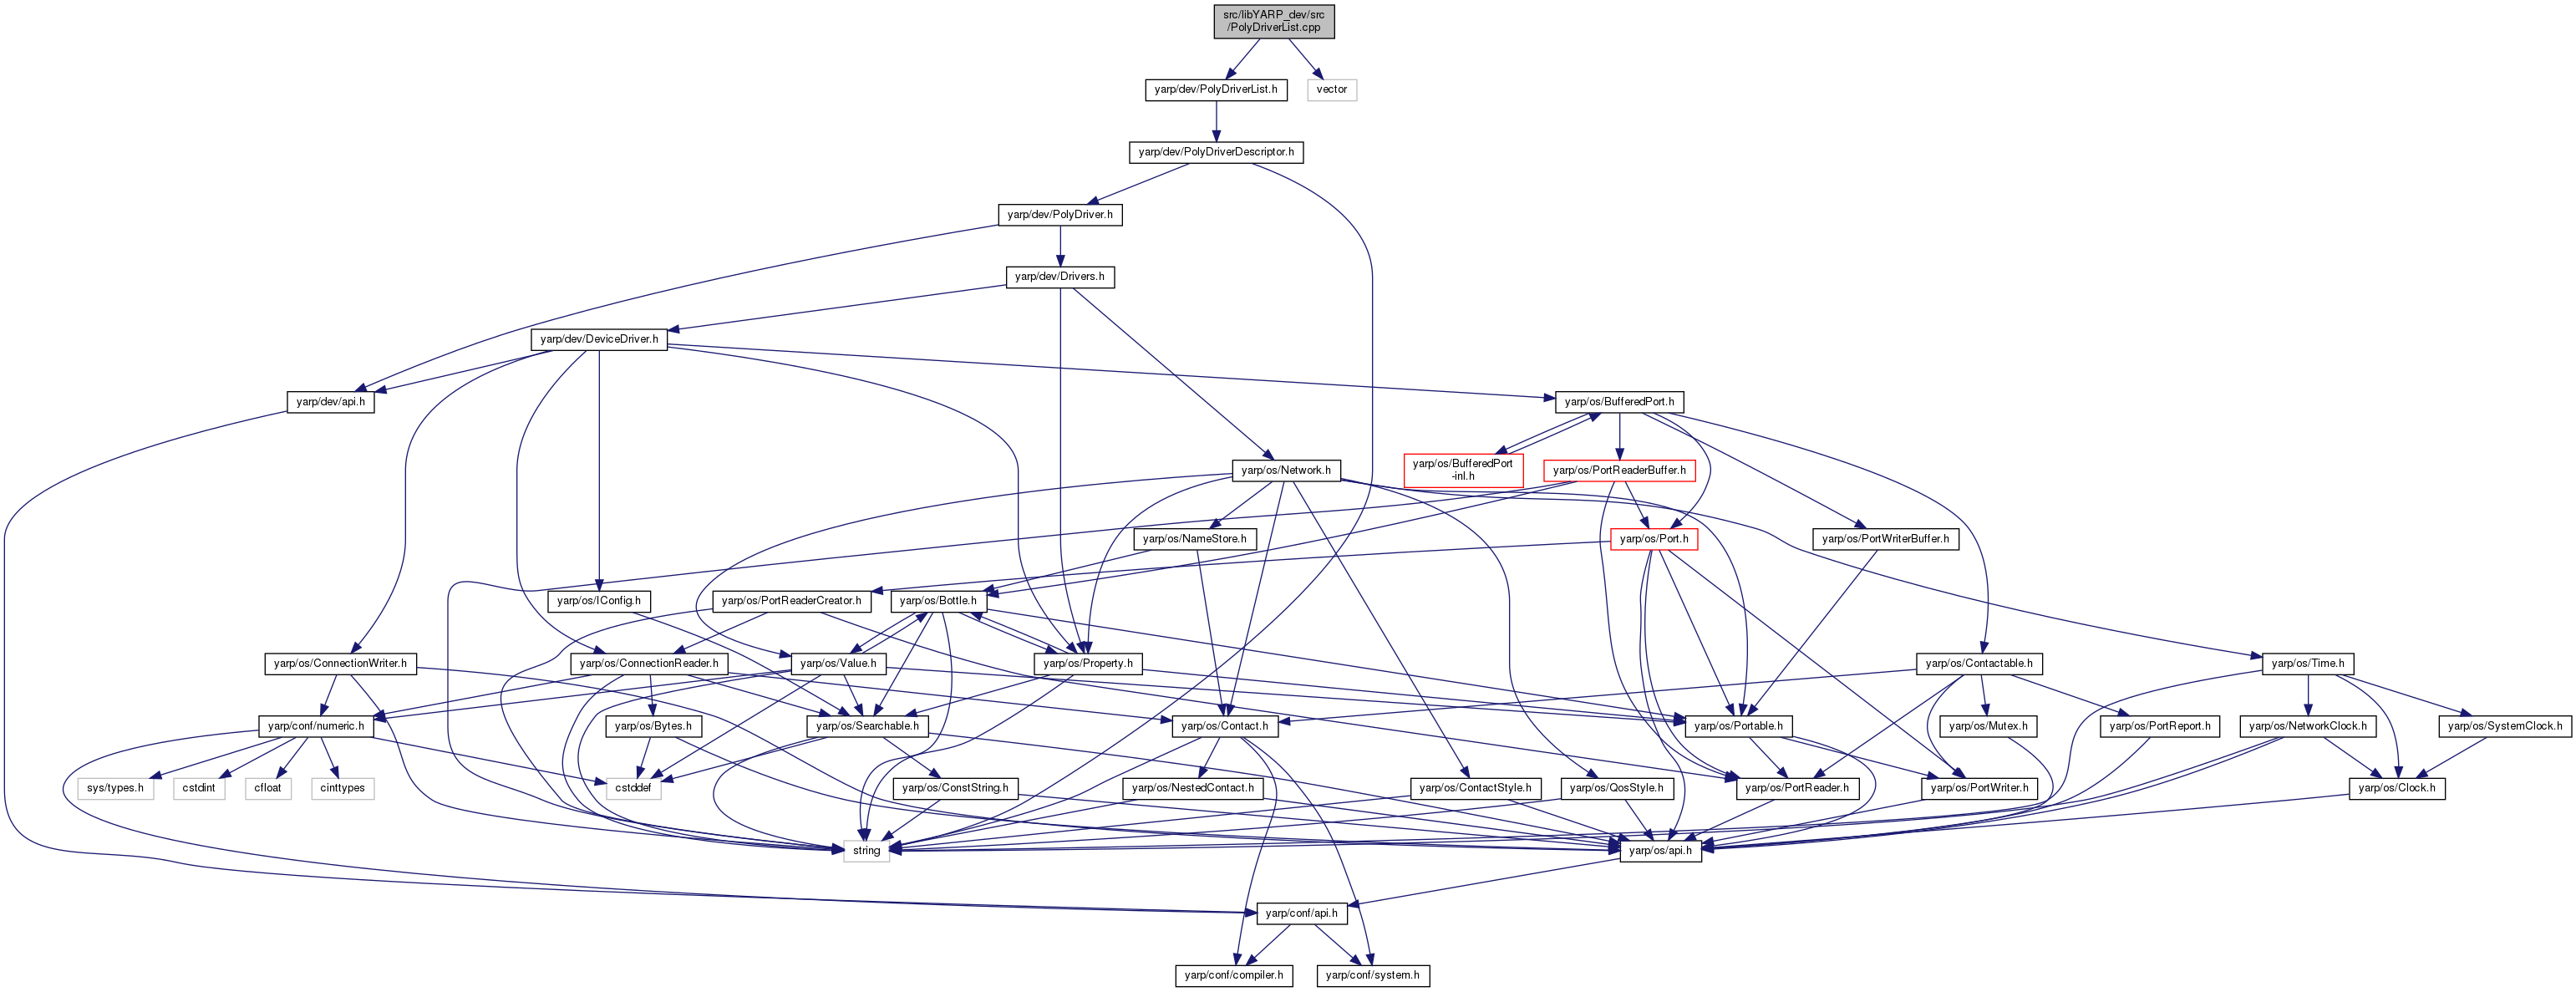 src/libYARP_dev/src
/PolyDriverList.cpp
yarp/dev/PolyDriverList.h
vector
yarp/dev/PolyDriverDescriptor.h
yarp/dev/PolyDriver.h
yarp/dev/Drivers.h
yarp/dev/DeviceDriver.h
yarp/dev/api.h
yarp/os/BufferedPort.h
yarp/os/Network.h
yarp/os/BufferedPort
-inl.h
yarp/os/PortReaderBuffer.h
yarp/os/NameStore.h
yarp/os/Port.h
yarp/os/PortWriterBuffer.h
yarp/os/IConfig.h
yarp/os/PortReaderCreator.h
yarp/os/Bottle.h
yarp/os/ConnectionWriter.h
yarp/os/ConnectionReader.h
yarp/os/Value.h
yarp/os/Property.h
yarp/os/Contactable.h
yarp/os/Time.h
yarp/conf/numeric.h
yarp/os/Bytes.h
yarp/os/Searchable.h
yarp/os/Contact.h
yarp/os/Portable.h
yarp/os/Mutex.h
yarp/os/PortReport.h
yarp/os/NetworkClock.h
yarp/os/SystemClock.h
sys/types.h
cstdint
cfloat
cinttypes
cstddef
yarp/os/ConstString.h
yarp/os/NestedContact.h
yarp/os/ContactStyle.h
yarp/os/QosStyle.h
yarp/os/PortReader.h
yarp/os/PortWriter.h
yarp/os/Clock.h
string
yarp/os/api.h
yarp/conf/api.h
yarp/conf/compiler.h
yarp/conf/system.h